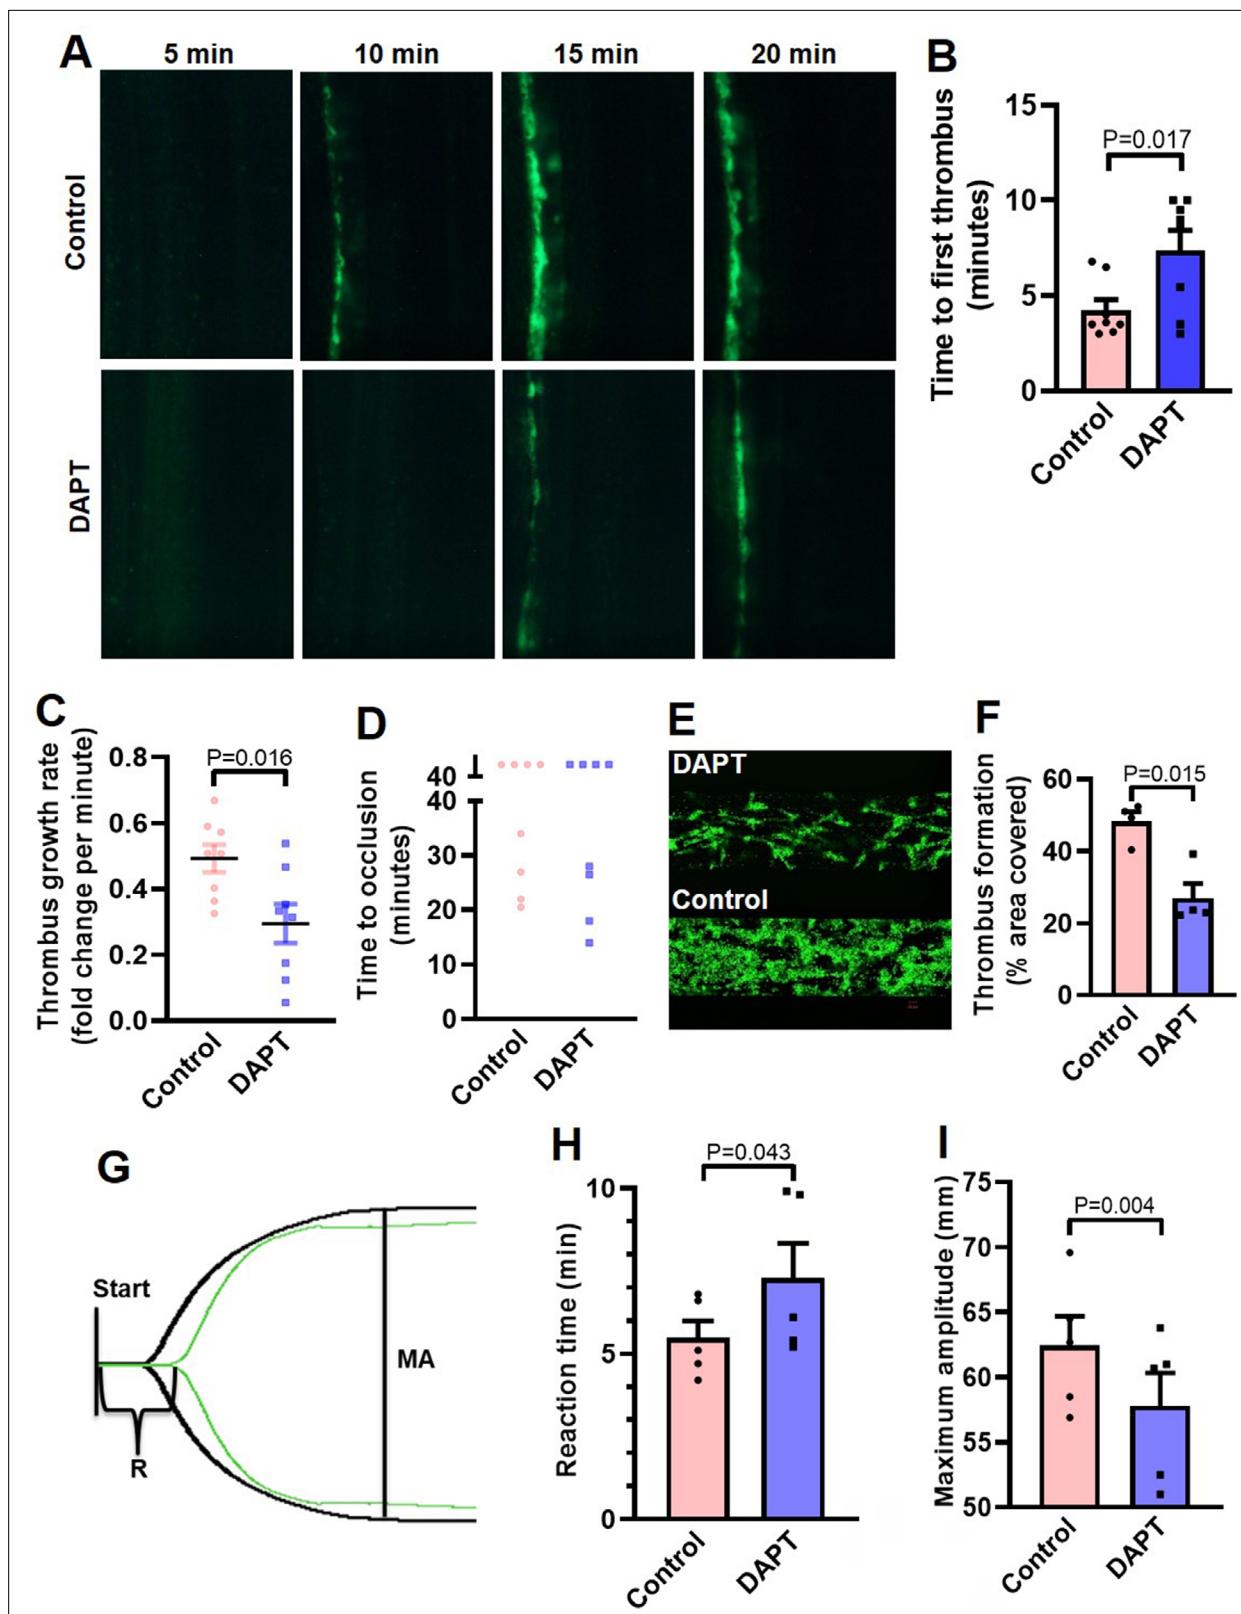 A
5 min
10 min
15 min
20 min
Control
DAPT
B
Time to first thrombus
(minutes)
15
10
5
0
P=0.017
Control
DAPT
C
Thrombus growth rate
(fold change per minute)
0.8
0.6
0.4
0.2
0.0
P=0.016
Control
DAPT
D
Time to occlusion
(minutes)
40
40
30
20
10
0
Control
DAPT
E
DAPT
Control
F
Thrombus formation
(% area covered)
60
40
20
0
P=0.015
Control
DAPT
G
Start
R
MA
H
Reaction time (min)
10
5
0
P=0.043
Control
DAPT
I
Maximum amplitude (mm)
75
70
65
60
55
50
P=0.004
Control
DAPT